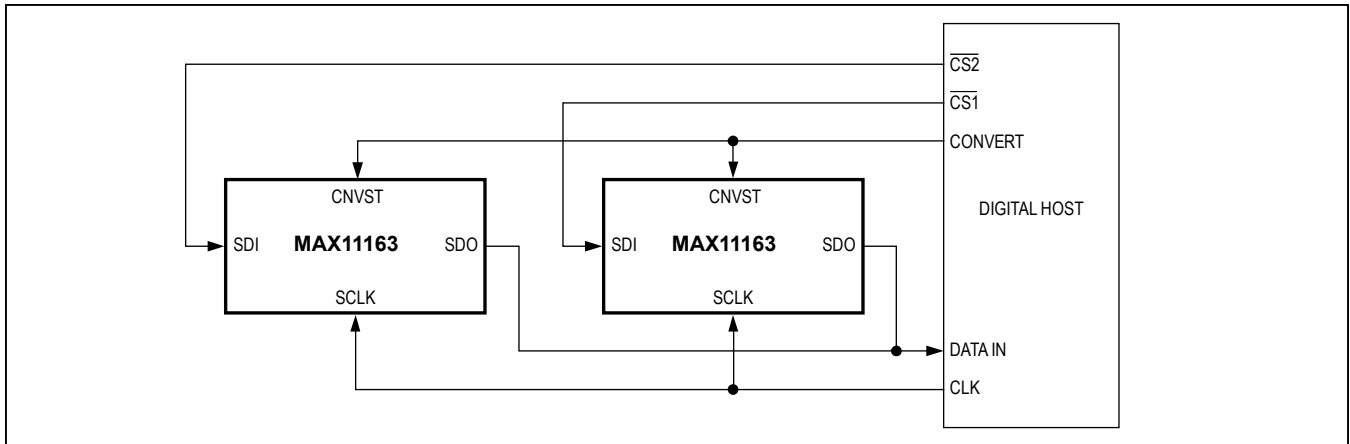 CS2
CS1
CONVERT
CNVST
CNVST
DIGITAL HOST
SDI
MAX11163
SDO
SDI
MAX11163
SDO
SCLK
SCLK
DATA IN
CLK